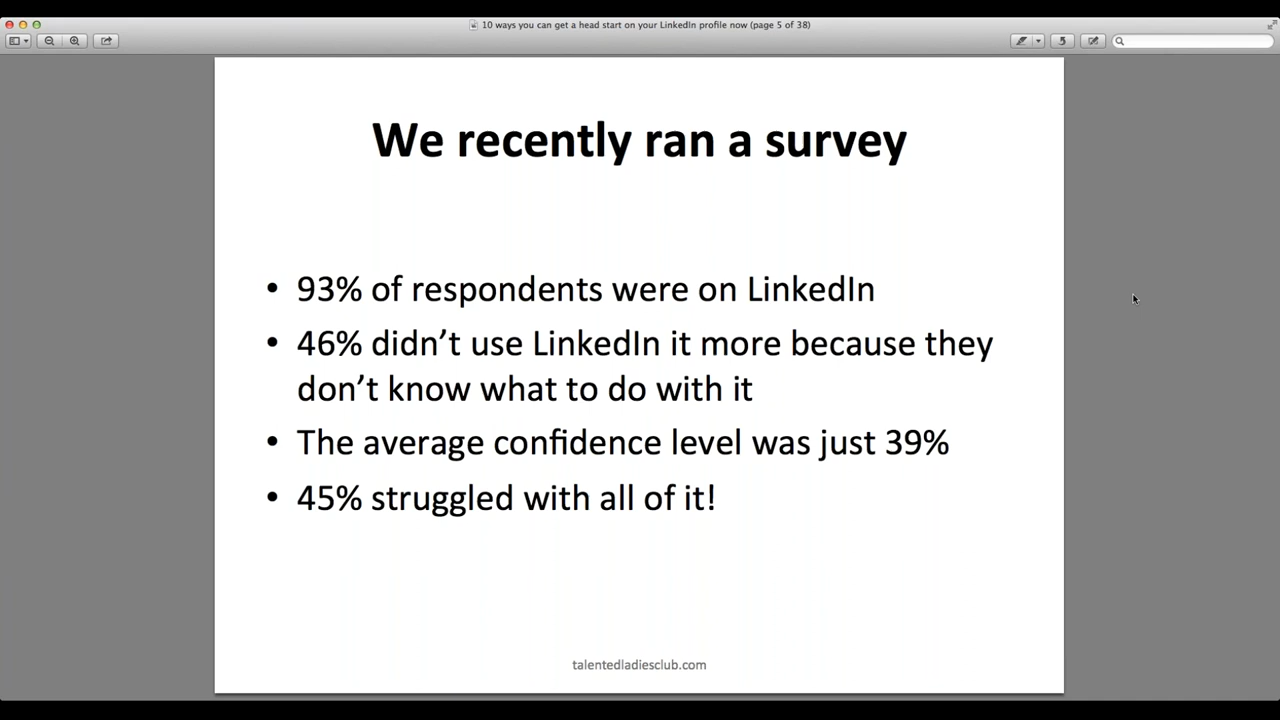 10 ways you can get a head start on your LinkedIn profile now (page 5 of 38)
We recently ran a survey
• 93% of respondents were on LinkedIn
• 46% didn’t use LinkedIn it more because they
don’t know what to do with it
• The average confidence level was just 39%
• 45% struggled with all of it!
talentedladiesclub.com